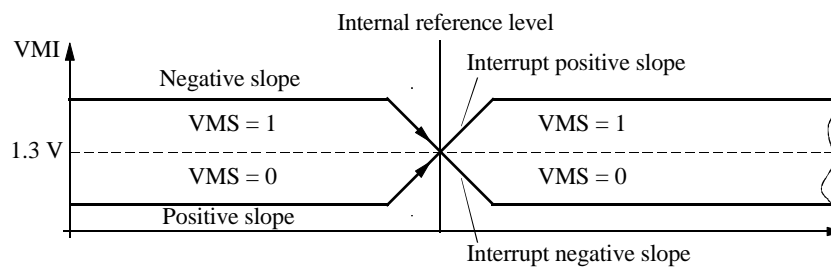 Internal reference level
VMI
Negative slope
Interrupt positive slope
VMS = 1
VMS = 1
1.3 V
VMS = 0
VMS = 0
Positive slope
Interrupt negative slope